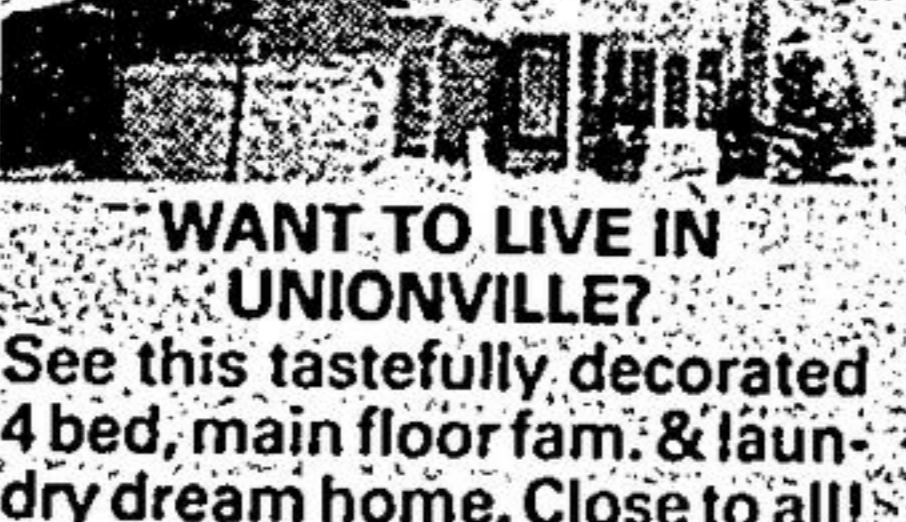 WANT TO LIVE IN
UNIONVILLE?
See this tastefully decorated
4 bed, main floor fam. & laun-
dry dream home. Close to all!